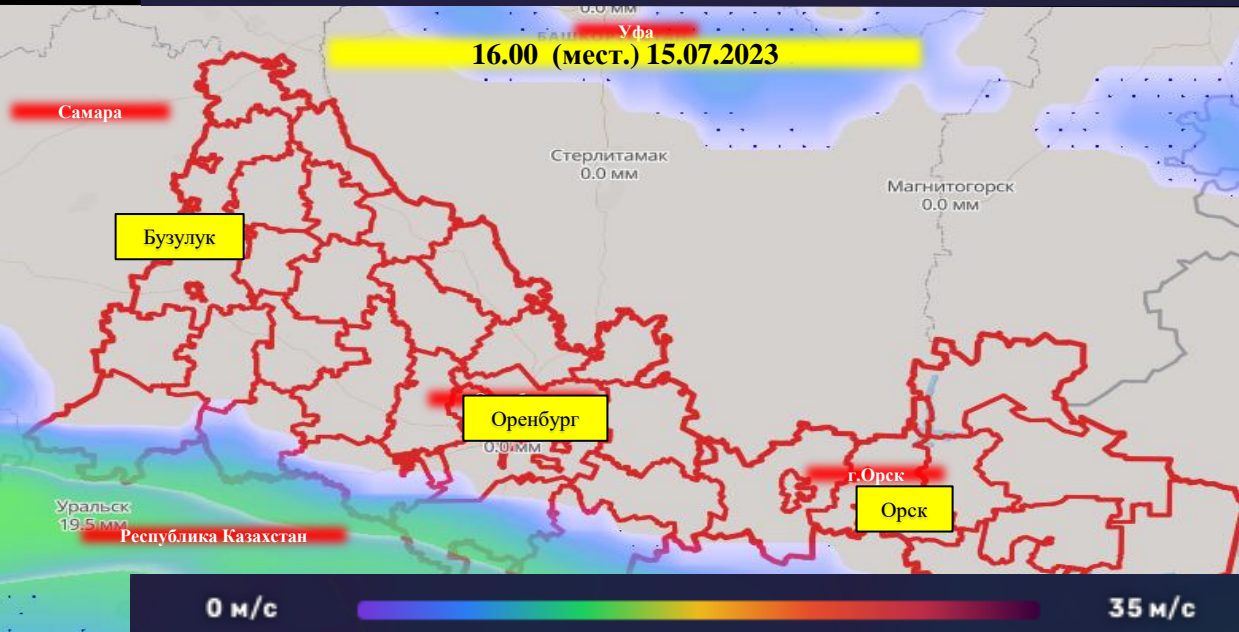 0.0 мм
Уфа
16.00 (мест.) 15.07.2023
Самара
Стерлитамак
0.0 мм
Магнитогорск
0.0 мм
Бузулук
Оренбург
0.0 мм
г.Орск
Орск
Уральск
19.5 мм
Республика Казахстан
0 м/с
35 м/с